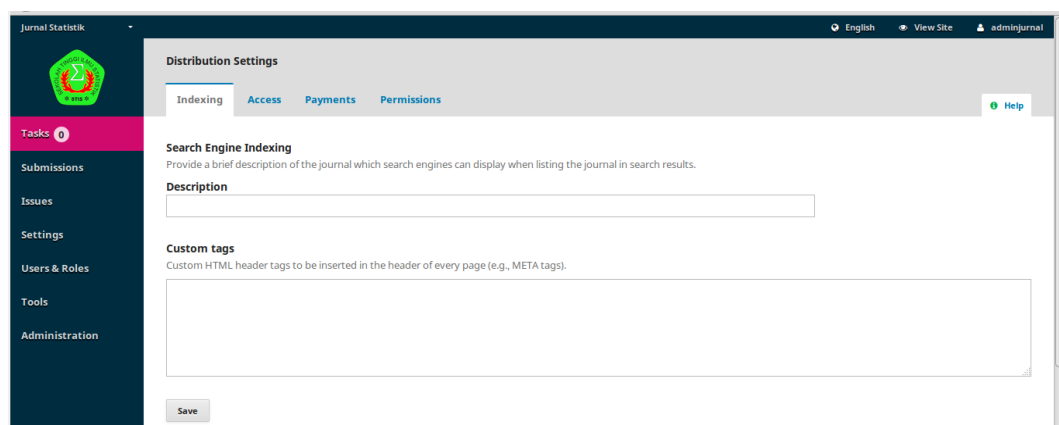 Jurnal Statistik
English
View Site
adminjurnal
Distribution Settings
Indexing
Access
Payments
Permissions
Help
Tasks 0
Submissions
Issues
Settings
Users & Roles
Tools
Administration
Search Engine Indexing
Provide a brief description of the journal which search engines can display when listing the journal in search results.
Description
Custom tags
Custom HTML header tags to be inserted in the header of every page (e.g., META tags).
Save